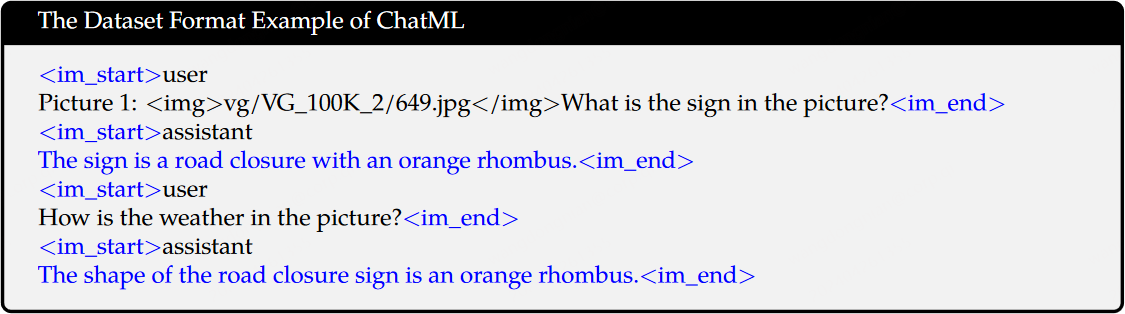 The Dataset Format Example of ChatML
<im_start>user
Picture 1: <img>vg/VG_100K_2/649.jpg</img>What is the sign in the picture?<im_end>
<im_start>assistant
The sign is a road closure with an orange rhombus.<im_end>
<im_start>user
How is the weather in the picture?<im_end>
<im_start>assistant
The shape of the road closure sign is an orange rhombus.<im_end>